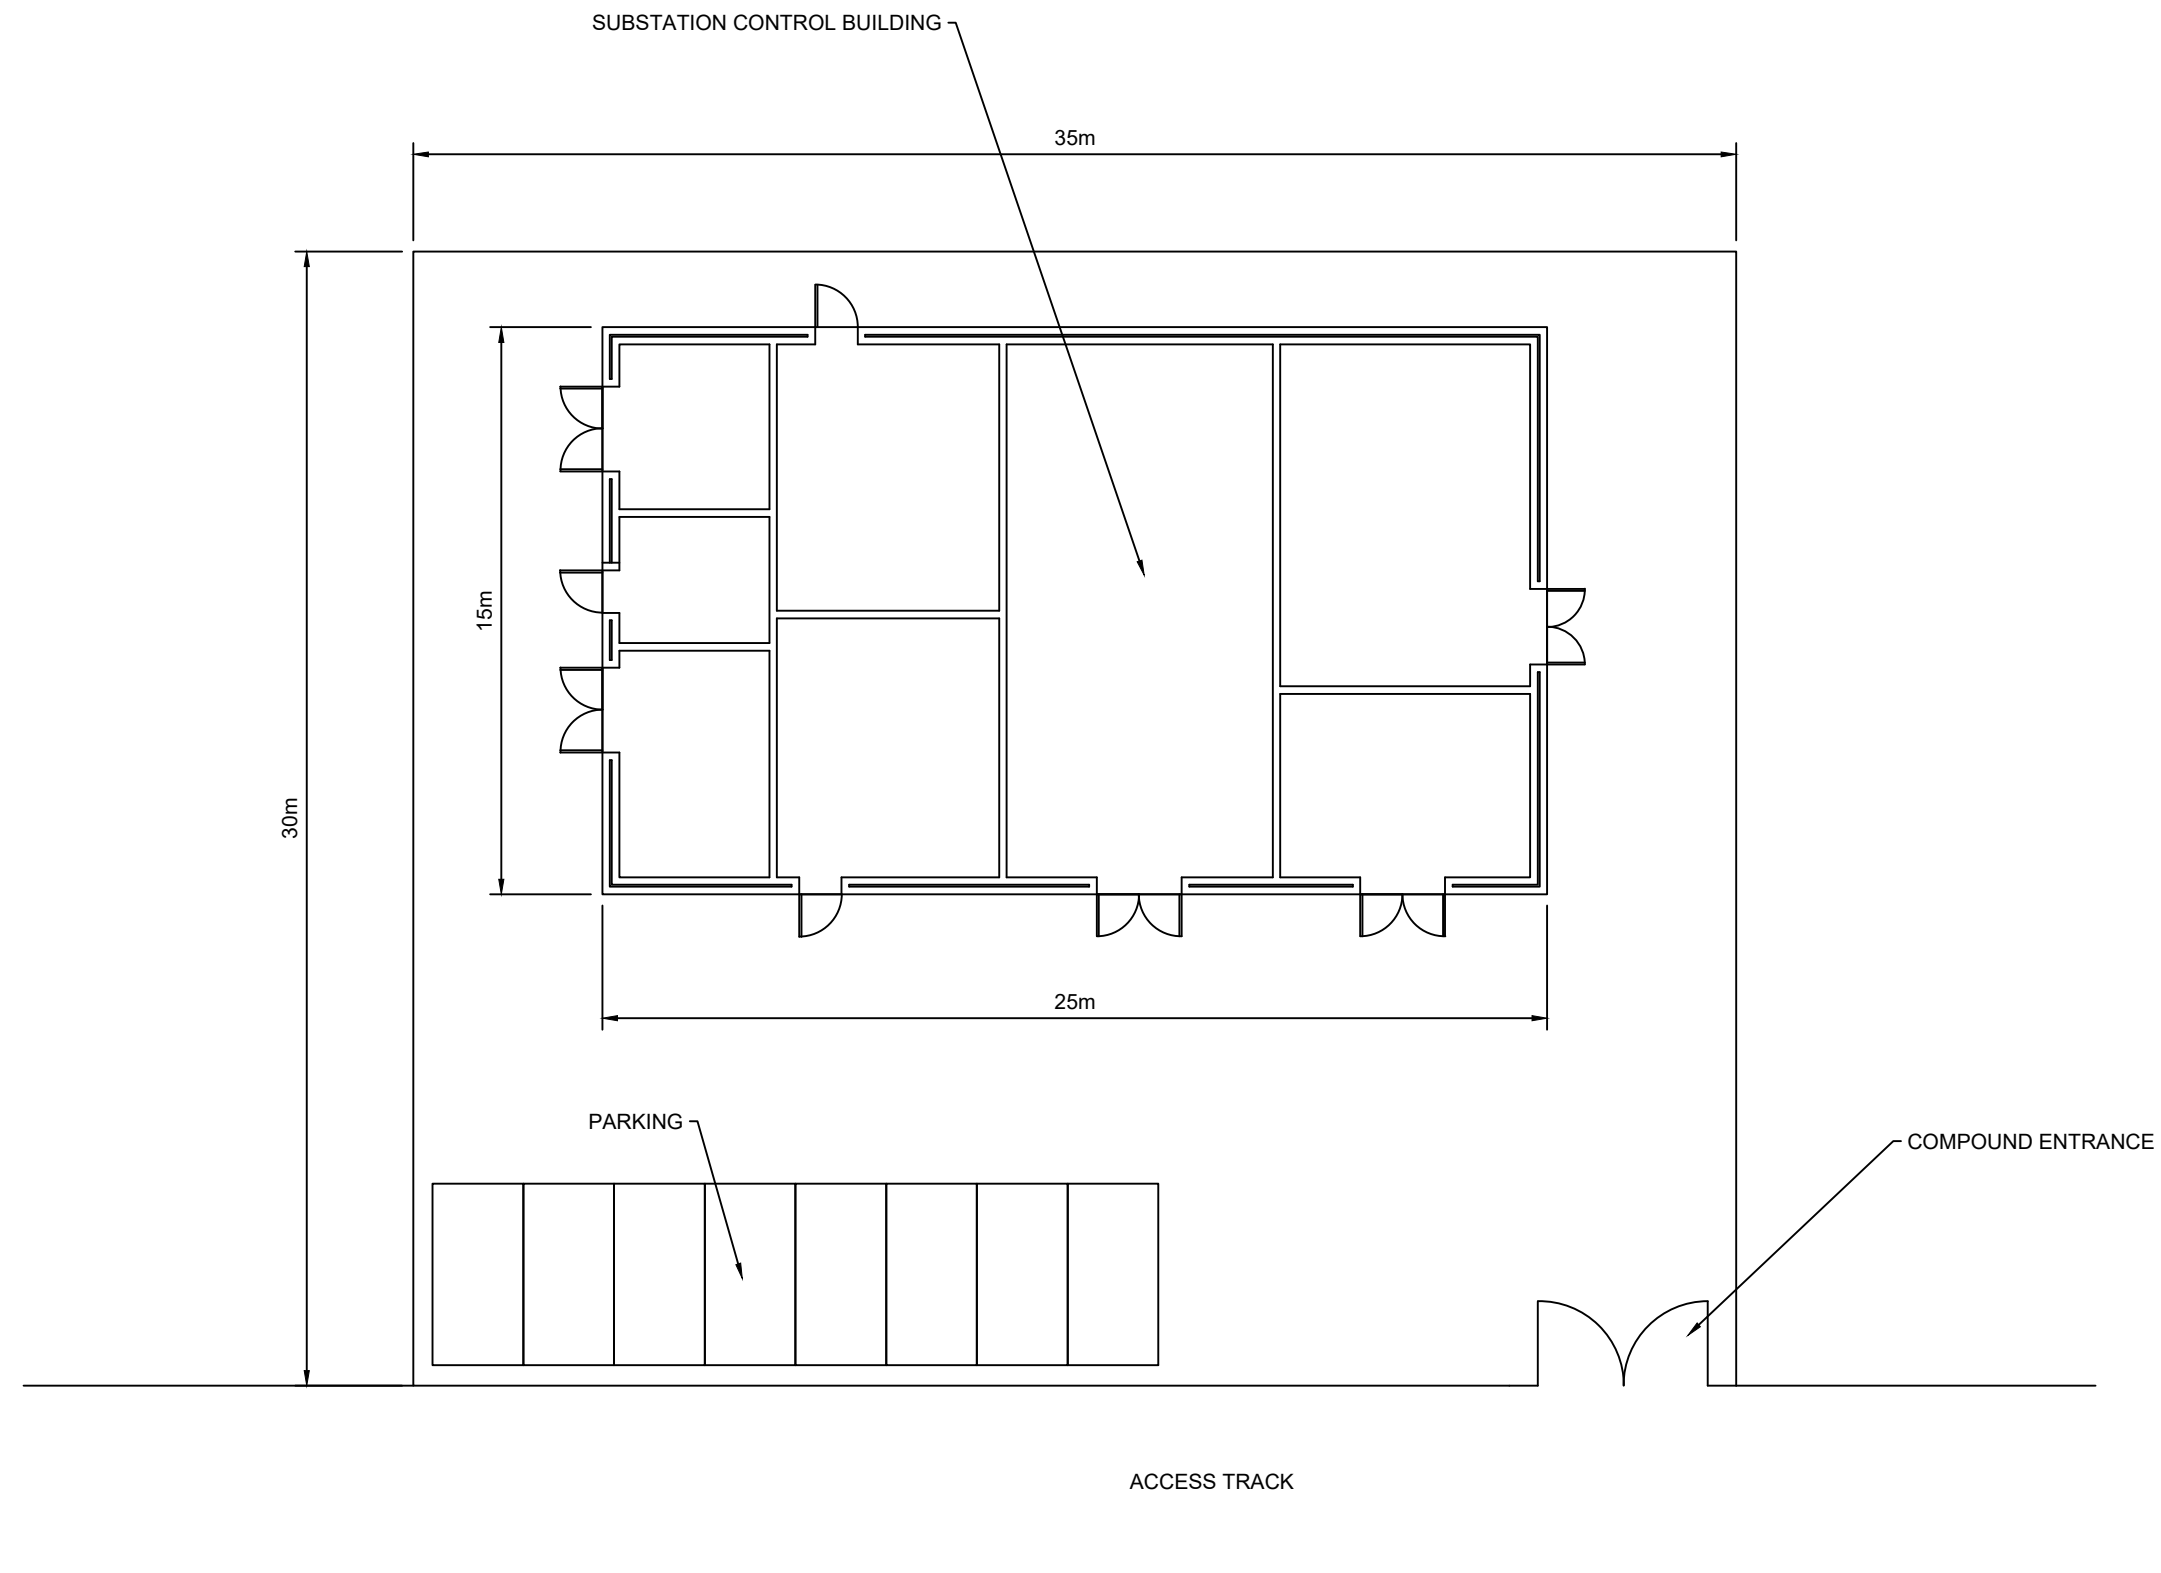 SUBSTATION CONTROL BUILDING
35m
15m
30m
25m
PARKING
COMPOUND ENTRANCE
ACCESS TRACK